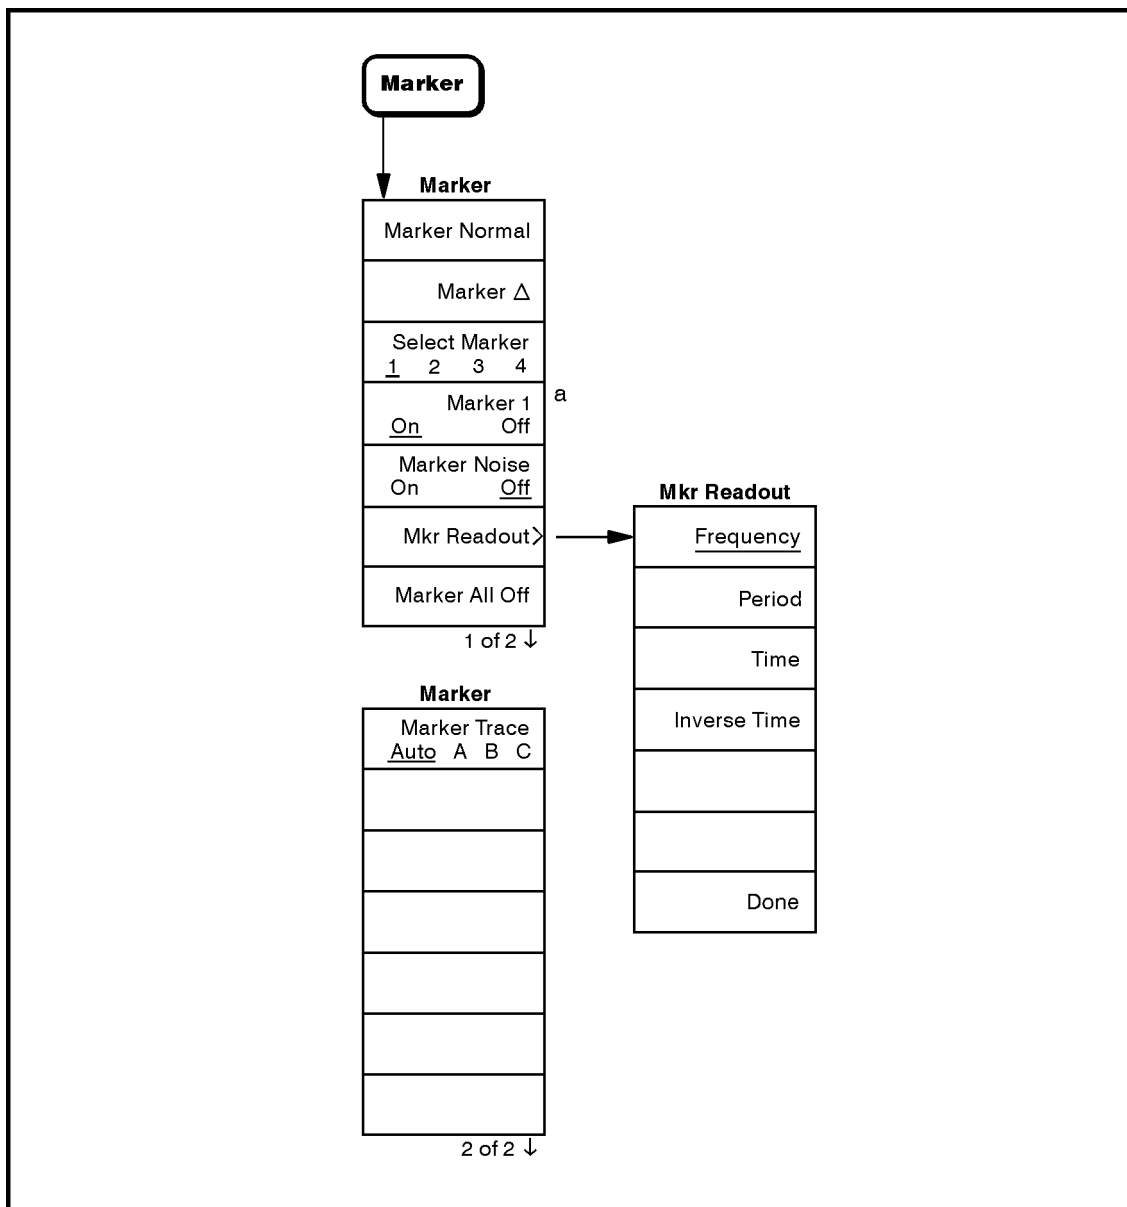 Marker
Marker
Marker Normal
Marker Δ
Select Marker
1 2 3 4
a
Marker 1
On Off
Marker Noise
On Off
Mkr Readout>
Marker All Off
1 of 2 ↓
Mkr Readout
Frequency
Period
Time
Inverse Time
Done
Marker
Marker Trace
Auto A B C
2 of 2 ↓